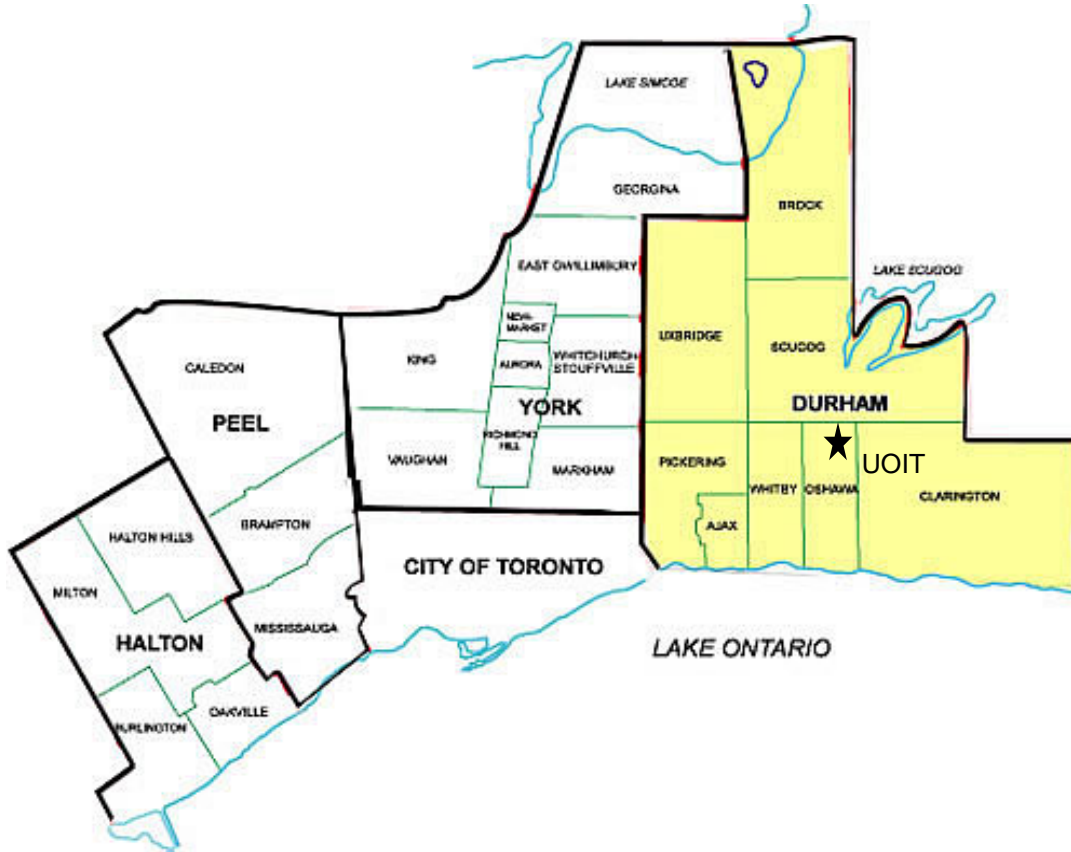 LAKE SIMCOE
GEORGINA
BROCK
EAST GWILLIMBURY
LAKE SCUGOG
NEW-
MARKET
UXBRIDGE
SCUGOG
KING
AURORA
WHITCHURCH
STOUFFVILLE
CALEDON
YORK
DURHAM
PEEL
RICHMOND
HILL
VAUGHAN
MARKHAM
PICKERING
UOIT
WHITBY
OSHAWA
CLARINGTON
BRAMPTON
AJAX
HALTON HILLS
CITY OF TORONTO
MILTON
MISSISSAUGA
HALTON
LAKE ONTARIO
OAKVILLE
BURLINGTON